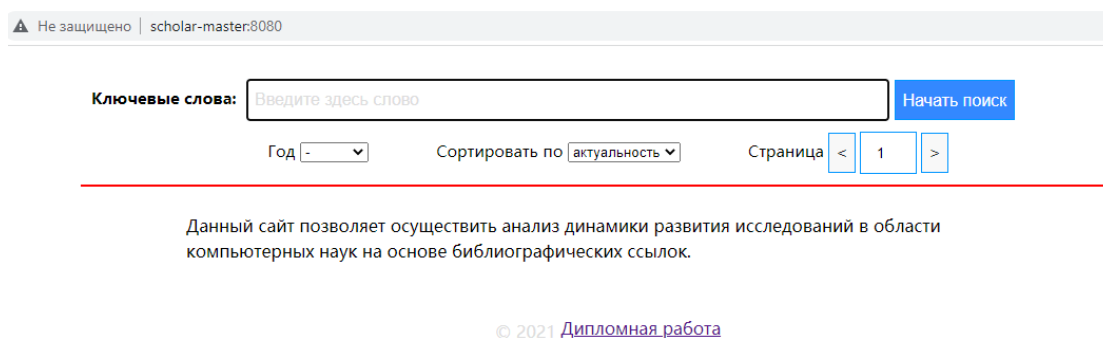 Не защищено | scholar-master:8080
Ключевые слова: Введите здесь слово Начать поиск
Год - Сортировать по актуальность Страница < 1 >
Данный сайт позволяет осуществить анализ динамики развития исследований в области
компьютерных наук на основе библиографических ссылок.
© 2021 Дипломная работа